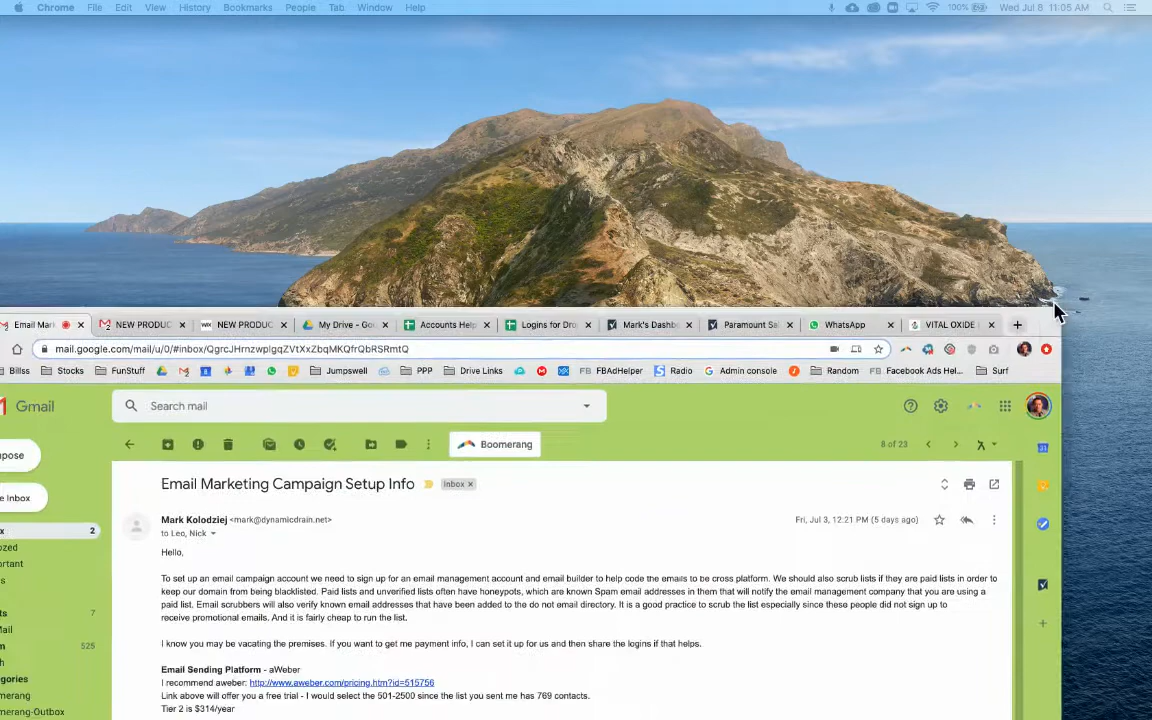 Chrome File Edit View History Bookmarks People Tab Window Help 100% Wed Jul 8 11:05 AM
Email Mark NEW PRODUC NEW PRODUC My Drive - Go Accounts Help Logins for Dro Mark's Dashb Paramount Sa WhatsApp VITAL OXIDE
mail.google.com/mail/u/0/#inbox/QgrcJHrnzwplgqZVtXxZbqMKQfrQbRSRmtQ
Billss Stocks FunStuff Jumpswell PPP Drive Links FBAdHelper Radio Admin console Random Facebook Ads Hel... Surf
Gmail Search mail
Boomerang 8 of 23
Email Marketing Campaign Setup Info Inbox
Mark Kolodziej <mark@dynamicdrain.net> Fri, Jul 3, 12:21 PM (5 days ago)
to Leo, Nick
Hello,
To set up an email campaign account we need to sign up for an email management account and email builder to help code the emails to be cross platform. We should also scrub lists if they are paid lists in order to
keep our domain from being blacklisted. Paid lists and unverified lists often have honeypots, which are known Spam email addresses in them that will notify the email management company that you are using a
paid list. Email scrubbers will also verify known email addresses that have been added to the do not email directory. It is a good practice to scrub the list especially since these people did not sign up to
receive promotional emails. And it is fairly cheap to run the list.
I know you may be vacating the premises. If you want to get me payment info, I can set it up for us and then share the logins if that helps.
Email Sending Platform - aWeber
I recommend aweber: http://www.aweber.com/pricing.htm?id=515756
Link above will offer you a free trial - I would select the 501-2500 since the list you sent me has 769 contacts.
Tier 2 is $314/year
pose
e Inbox
x 2
ozed
ortant
s
ts 7
Mail
m 525
h
egories
merang
merang-Outbox